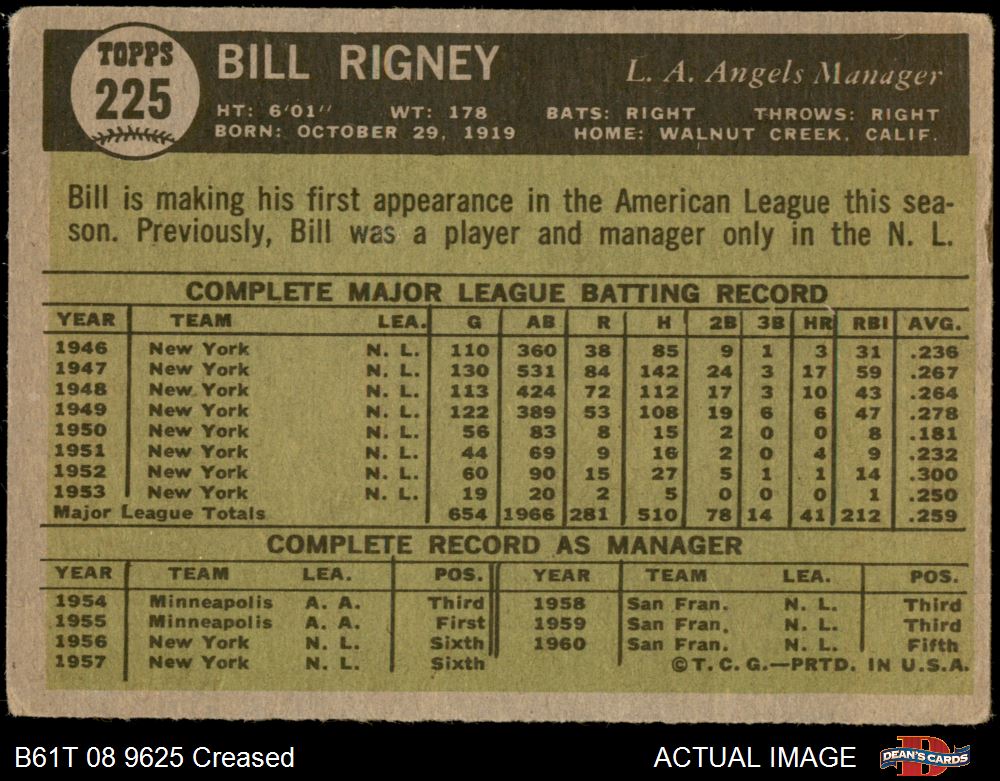 TOPPS
225
BILL RIGNEY
L. A. Angels Manager
HT: 6'01" WT: 178 BATS: RIGHT THROWS: RIGHT
BORN: OCTOBER 29, 1919 HOME: WALNUT CREEK, CALIF.
Bill is making his first appearance in the American League this sea-
son. Previously, Bill was a player and manager only in the N. L.
COMPLETE MAJOR LEAGUE BATTING RECORD
YEAR TEAM LEA. G AB R H 2B 3B HR RBI AVG.
1946 New York N. L. 110 360 38 85 9 1 3 31 .236
1947 New York N. L. 130 531 84 142 24 3 17 59 .267
1948 New York N. L. 113 424 72 112 17 3 10 43 .264
1949 New York N. L. 122 389 53 108 19 6 6 47 .278
1950 New York N. L. 56 83 8 15 2 0 0 8 .181
1951 New York N. L. 44 69 9 16 2 0 4 9 .232
1952 New York N. L. 60 90 15 27 5 1 1 14 .300
1953 New York N. L. 19 20 2 5 0 0 0 1 .250
Major League Totals 654 1966 281 510 78 14 41 212 .259
COMPLETE RECORD AS MANAGER
YEAR TEAM LEA. POS. YEAR TEAM LEA. POS.
1954 Minneapolis A. A. Third 1958 San Fran. N. L. Third
1955 Minneapolis A. A. First 1959 San Fran. N. L. Third
1956 New York N. L. Sixth 1960 San Fran. N. L. Fifth
1957 New York N. L. Sixth ©T. C. G.—PRTD. IN U.S.A.
B61T 08 9625 Creased ACTUAL IMAGE DEAN'S CARDS